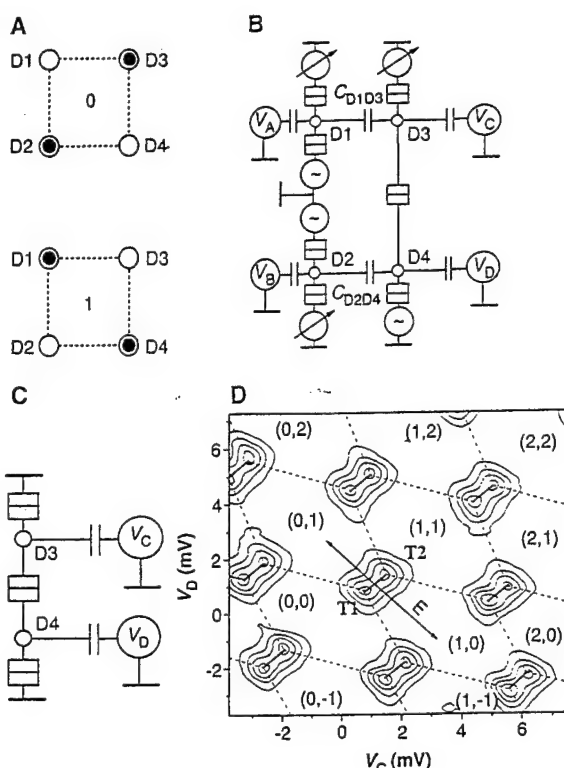 A
D1 D3
0
D2 D4
D1 D3
1
D2 D4
B
C_D1D3
V_A D1 D3 V_C
~
~
D2 D4
V_B C_D2D4 V_D
~
C
D3 V_C
D4 V_D
D
(0,2) (1,2) (2,2)
(0,1) (1,1) (2,1)
T2
(0,0) T1 E
(1,0) (2,0)
(0,-1) (1,-1)
6
4
2
0
-2
V_D (mV)
-2 0 2 4 6
V_C (mV)